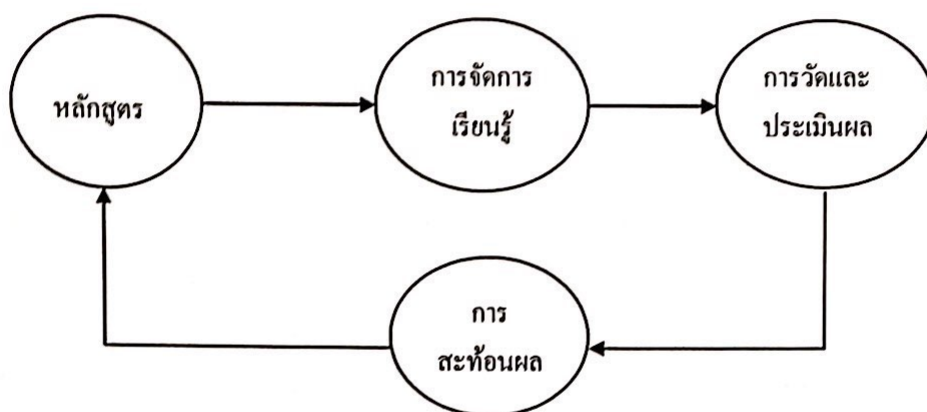 หลักสูตร
การจัดการ
เรียนรู้
การวัดและ
ประเมินผล
การ
สะท้อนผล